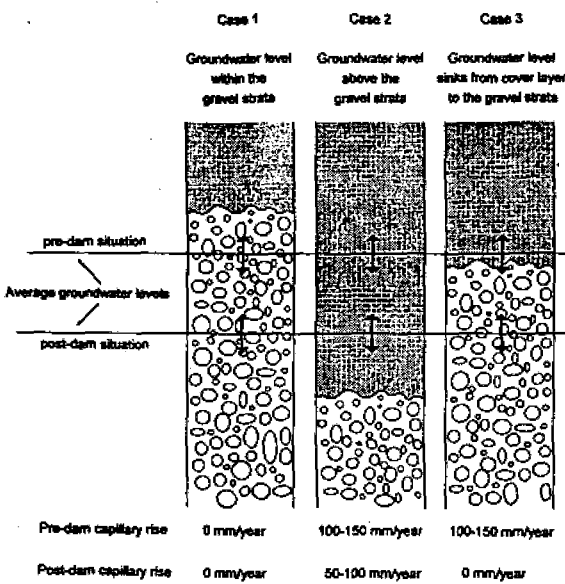 Case 1 Case 2 Case 3
Groundwater level Groundwater level Groundwater level
within the above the sinks from cover layer
gravel strata gravel strata to the gravel strata
pre-dam situation
Average groundwater levels
post-dam situation
Pre-dam capillary rise 0 mm/year 100-150 mm/year 100-150 mm/year
Post-dam capillary rise 0 mm/year 50-100 mm/year 0 mm/year